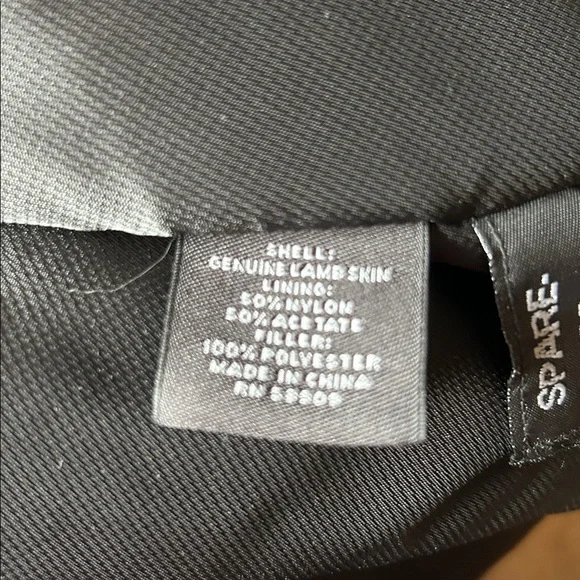 SHELL:
GENUINE LAMB SKIN
LINING:
50% NYLON
50% ACETATE
FILLER:
100% POLYESTER
MADE IN CHINA
SPARE-